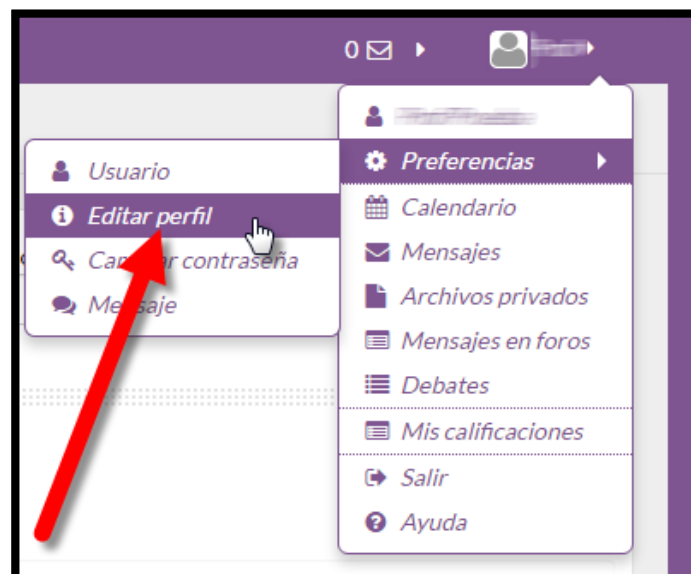 0
Preferencias
Calendario
Mensajes
Archivos privados
Mensajes en foros
Debates
Mis calificaciones
Salir
Ayuda
Usuario
Editar perfil
contraseña